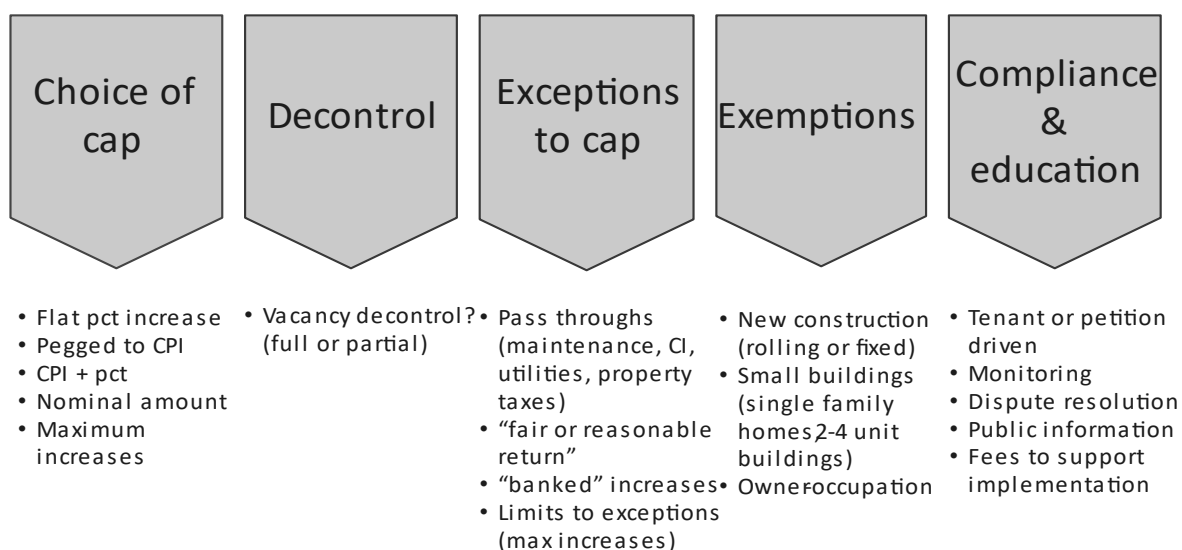 Choice of
cap
Decontrol
Exceptions
to cap
Exemptions
Compliance
&
education
• Flat pct increase
• Pegged to CPI
• CPI + pct
• Nominal amount
• Maximum
increases
• Vacancy decontrol?
(full or partial)
• Pass throughs
(maintenance, CI,
utilities, property
taxes)
• “fair or reasonable
return”
• “banked” increases
• Limits to exceptions
(max increases)
• New construction
(rolling or fixed)
• Small buildings
(single family
homes,2-4 unit
buildings)
• Owner-occupation
• Tenant or petition
driven
• Monitoring
• Dispute resolution
• Public information
• Fees to support
implementation